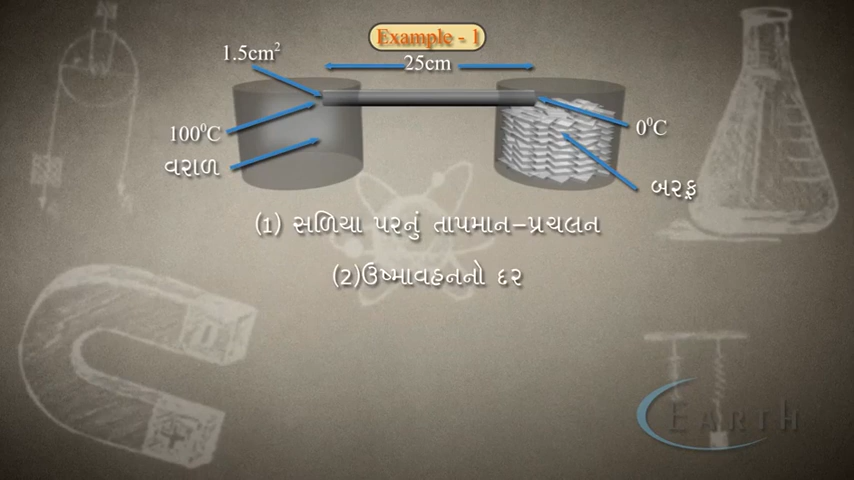 Example - 1
1.5cm²
25cm
100⁰C
0⁰C
વરાળ
બરફ
(1) સળિયા પરનું તાપમાન-પ્રચલન
(2)ઉષ્માવહનનો દર
EARTH